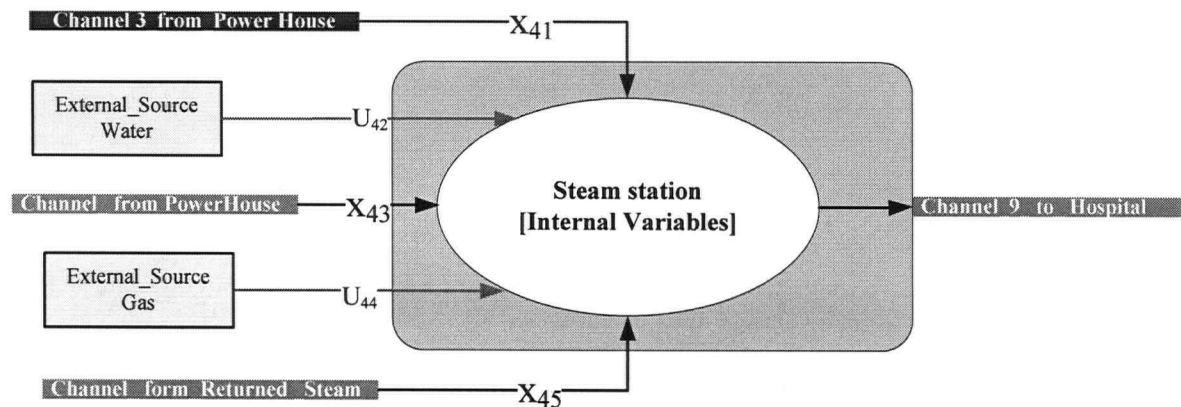 Channel 3 from Power House
X41
External_Source
Water
U42
Channel from PowerHouse
X43
Steam station
[Internal Variables]
Channel 9 to Hospital
External_Source
Gas
U44
Channel form Returned Steam
X45